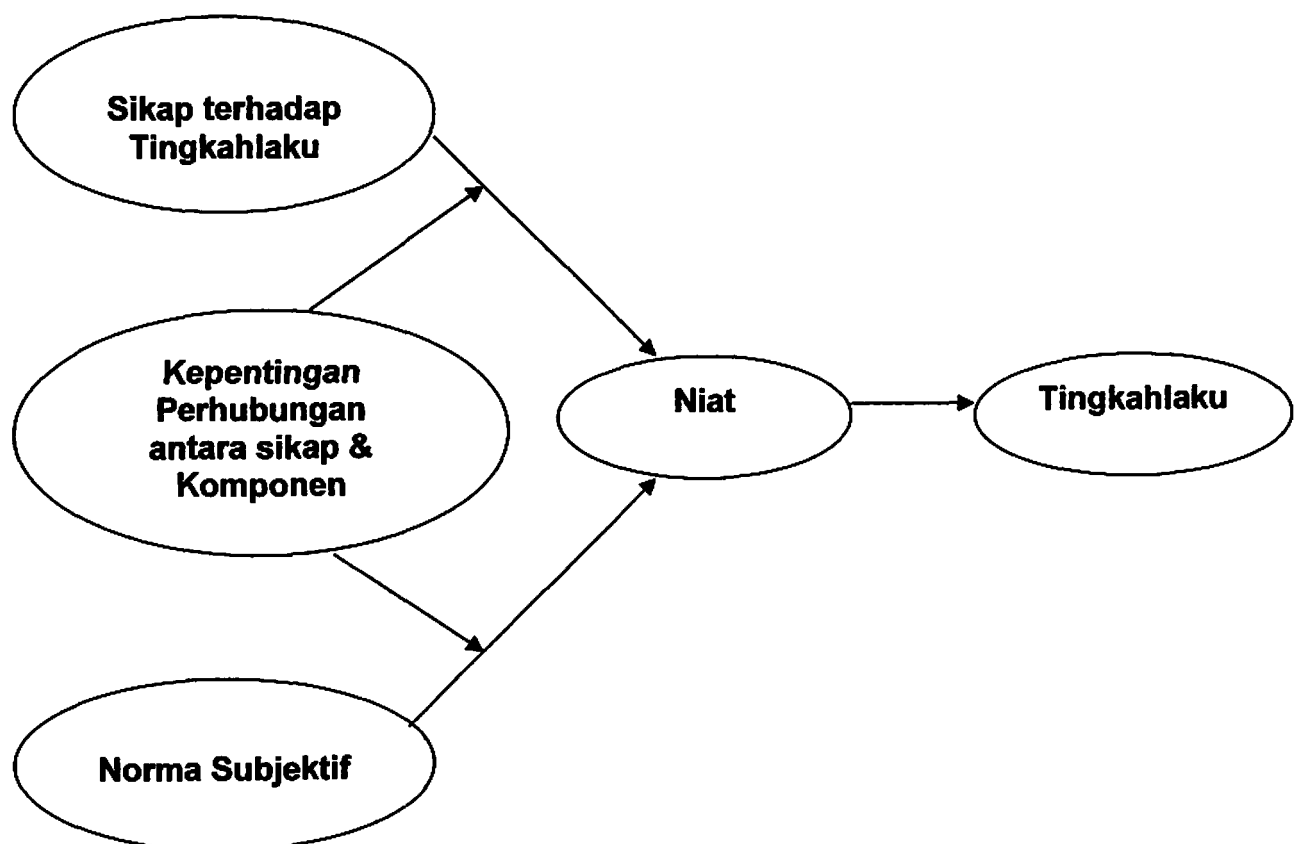 Sikap terhadap
Tingkahlaku
Kepentingan
Perhubungan
antara sikap &
Komponen
Niat
Tingkahlaku
Norma Subjektif